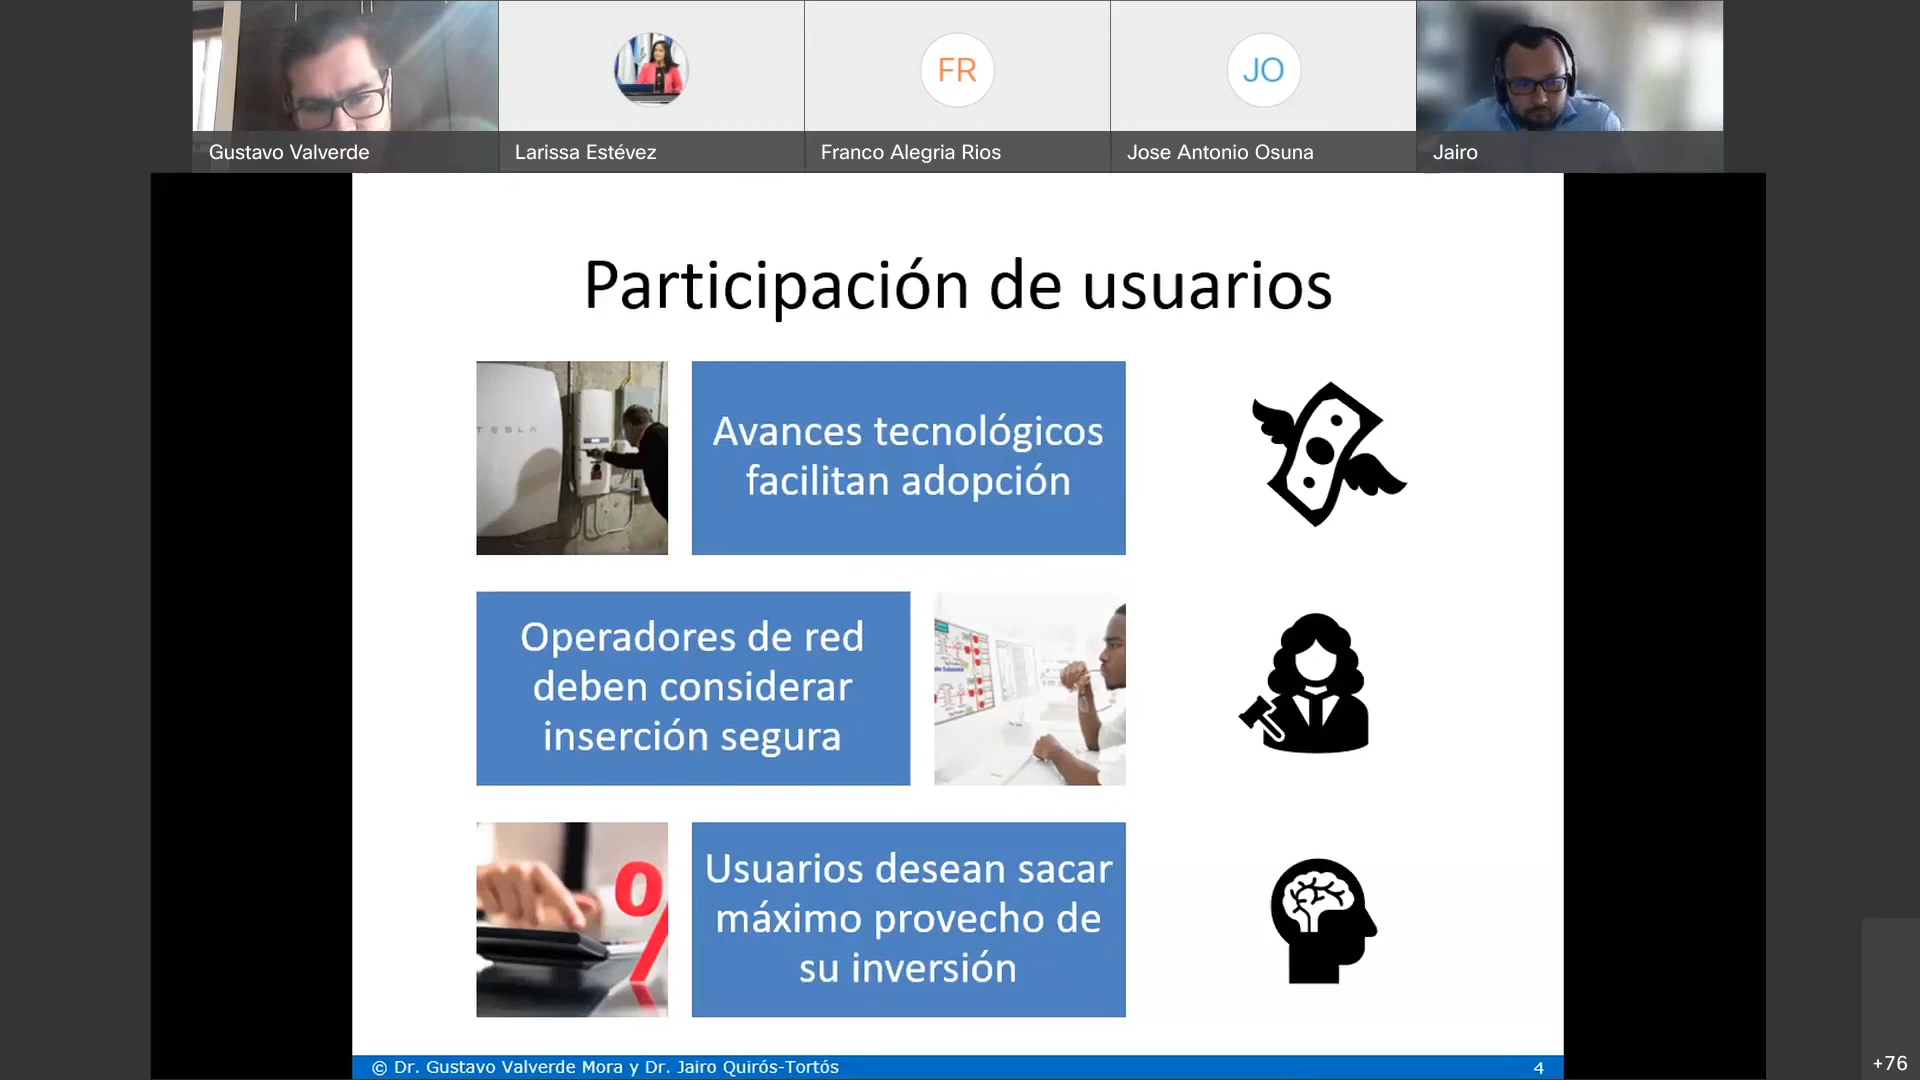 Gustavo Valverde
Larissa Estévez
FR
Franco Alegria Rios
JO
Jose Antonio Osuna
Jairo
Participación de usuarios
TESLA
Avances tecnológicos
facilitan adopción
Operadores de red
deben considerar
inserción segura
%
Usuarios desean sacar
máximo provecho de
su inversión
© Dr. Gustavo Valverde Mora y Dr. Jairo Quirós-Tortós
4
+76